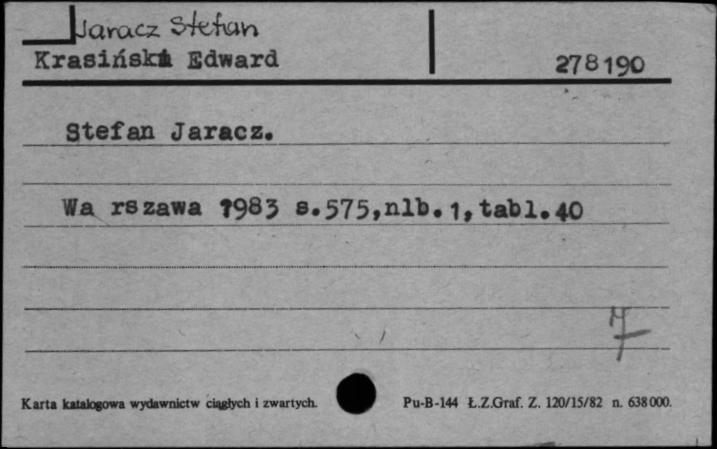 Jaracz Stefan
Krasiński Edward
278190
Stefan Jaracz.
Wa rszawa 1983 s.575,nlb.1,tabl.40
Karta katalogowa wydawnictw ciągłych i zwartych.
Pu-B-144 Ł.Z.Graf. Z. 120/15/82 n. 638000.